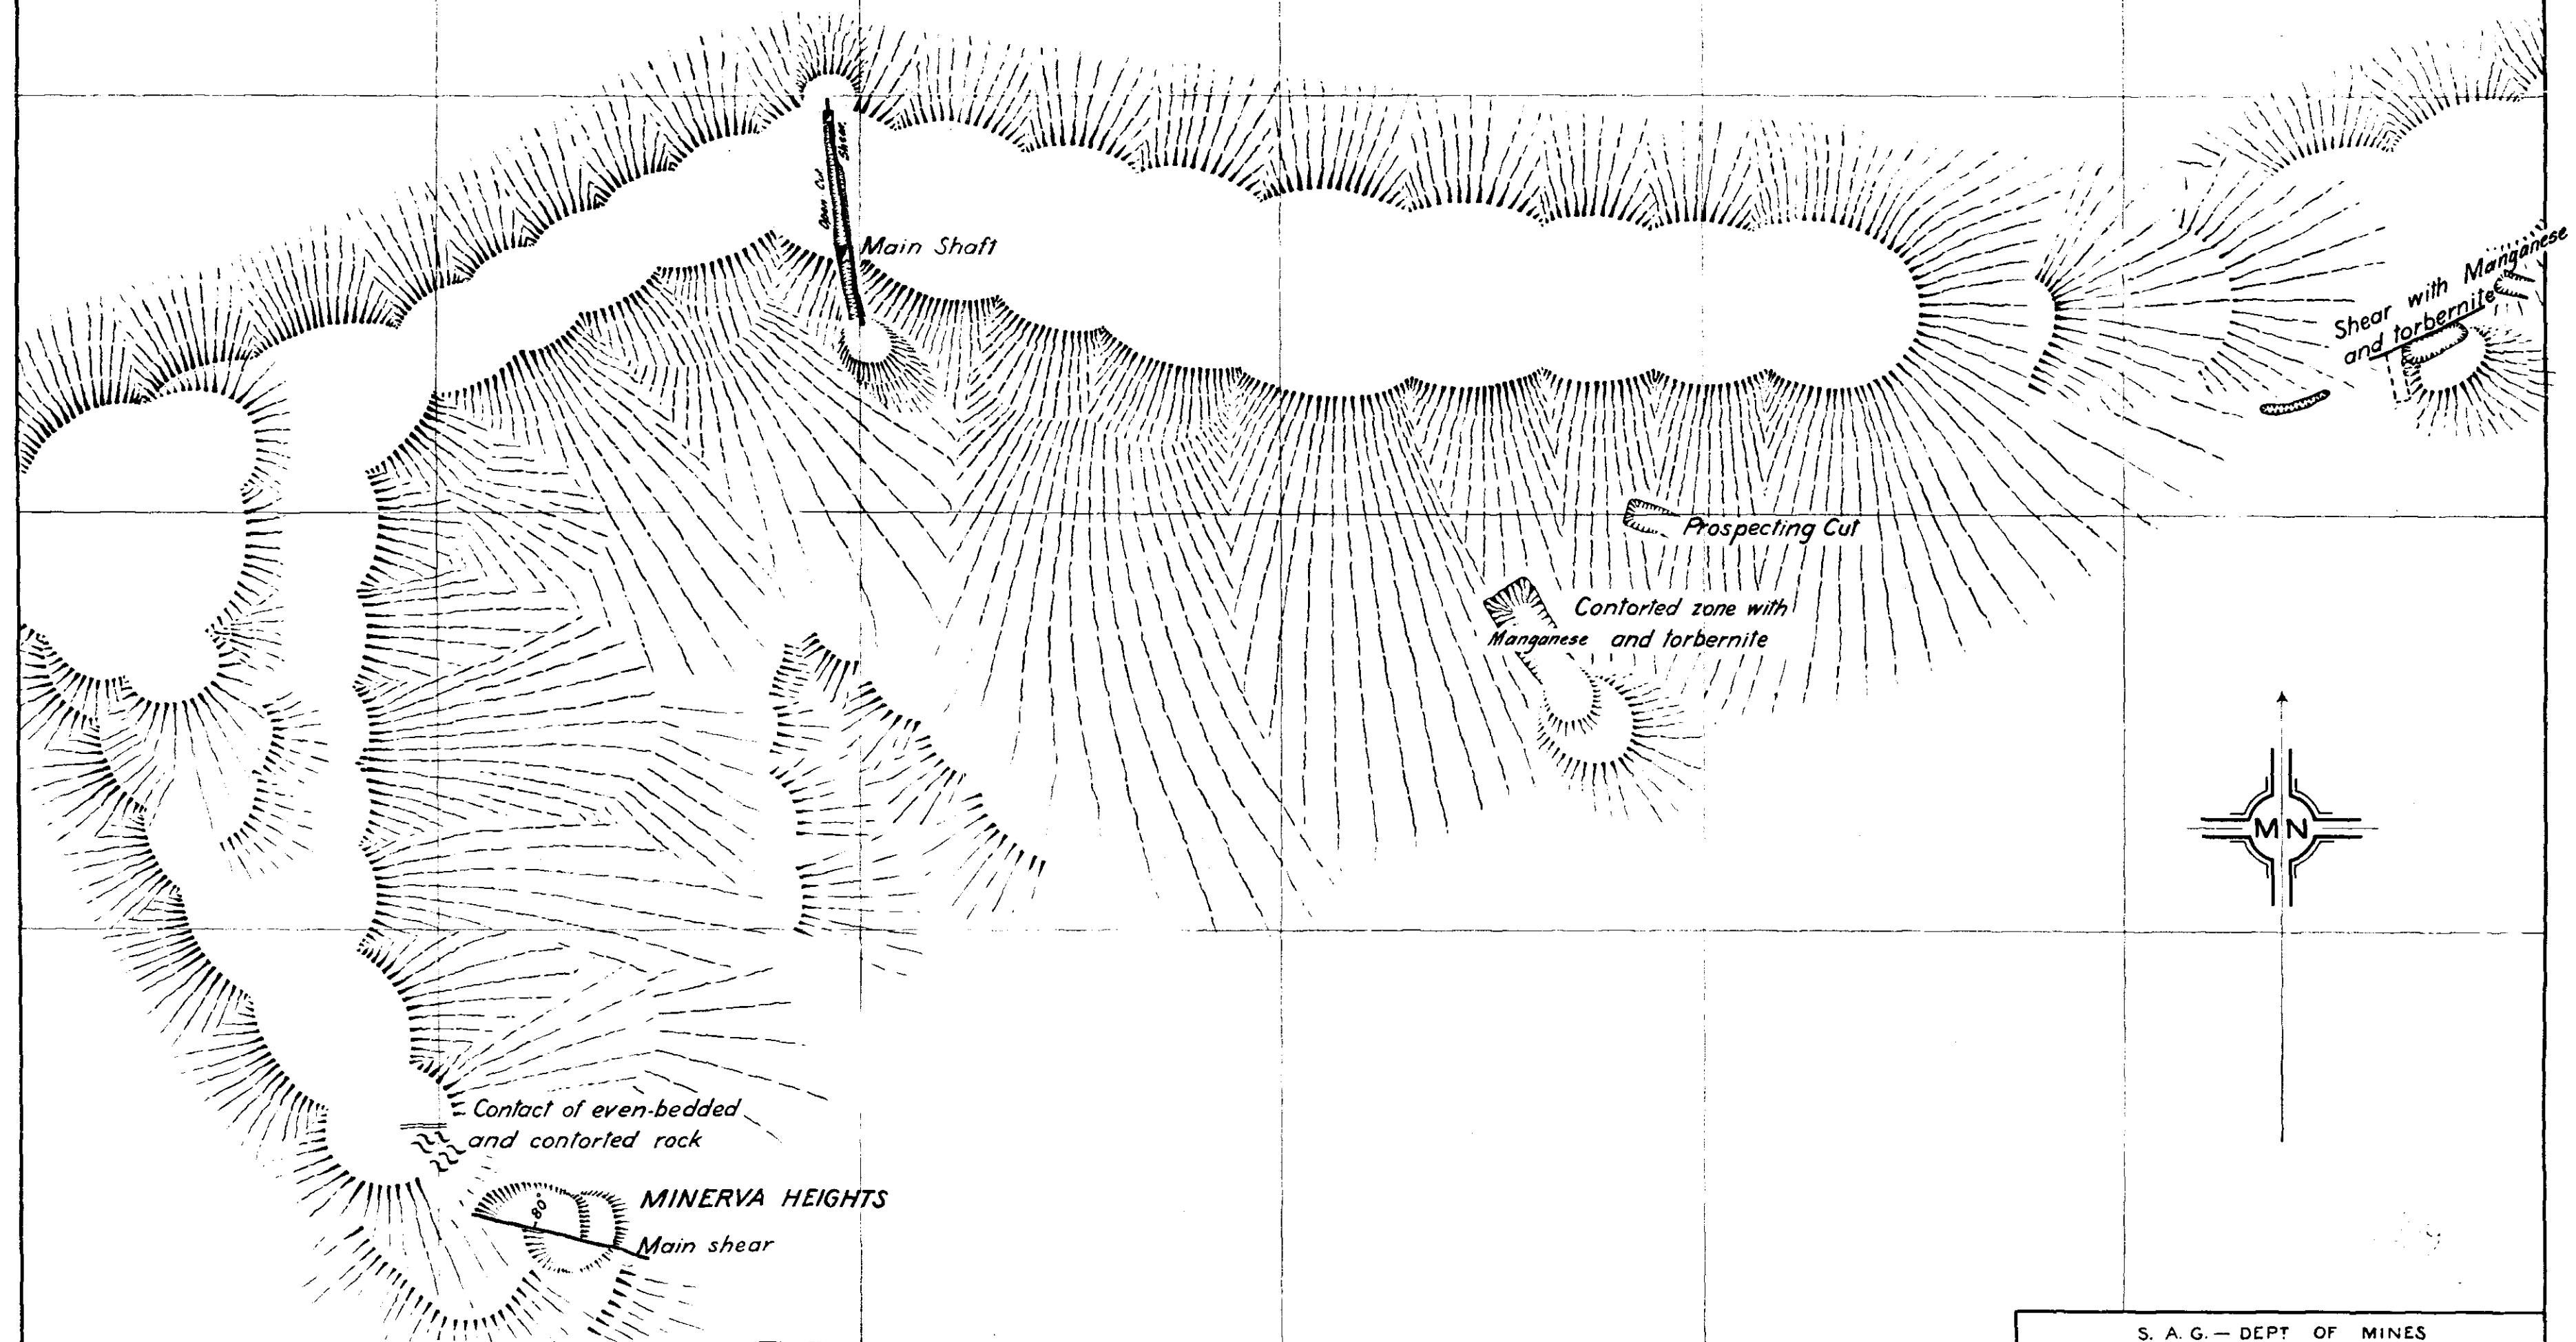 Open Cut
Shear
Main Shaft
Shear with Manganese
and torbernite
Prospecting Cut
Contorted zone with
Manganese and torbernite
MN
Contact of even-bedded
and contorted rock
80°
MINERVA HEIGHTS
Main shear
S. A. G. — DEPT OF MINES